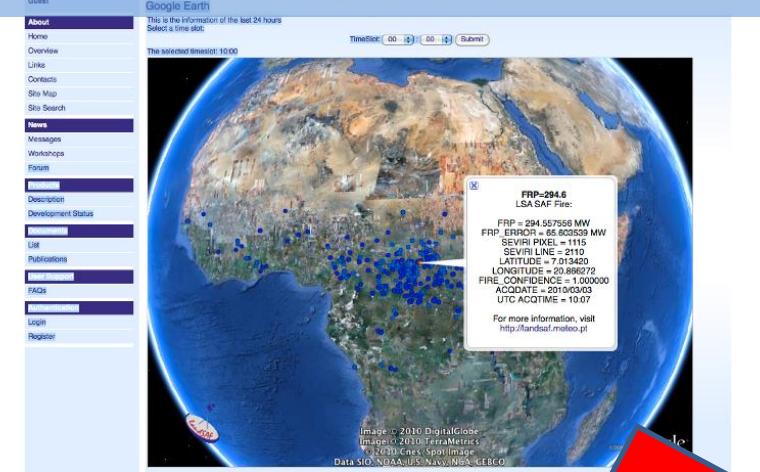 Guest
About
Home
Overview
Links
Contacts
Site Map
Site Search
News
Messages
Workshops
Forum
Products
Description
Development Status
Documents
List
Publications
User Support
FAQs
Authentication
Login
Register
Google Earth
This is the information of the last 24 hours
Select a time slot:
TimeSlot: 00 : 00 Submit
The selected timeslot: 10:00
FRP=294.6
LSA SAF Fire:
FRP = 294.557556 MW
FRP_ERROR = 65.603539 MW
SEVIRI PIXEL = 1115
SEVIRI LINE = 2110
LATITUDE = 7.013420
LONGITUDE = 20.866272
FIRE_CONFIDENCE = 1.000000
ACQDATE = 2010/03/03
UTC ACQTIME = 10:07
For more information, visit
http://landsaf.meteo.pt
Image © 2010 DigitalGlobe
Image © 2010 TerraMetrics
© 2010 Cnes/Spot Image
Data SIO, NOAA, U.S. Navy, NGA, GEBCO